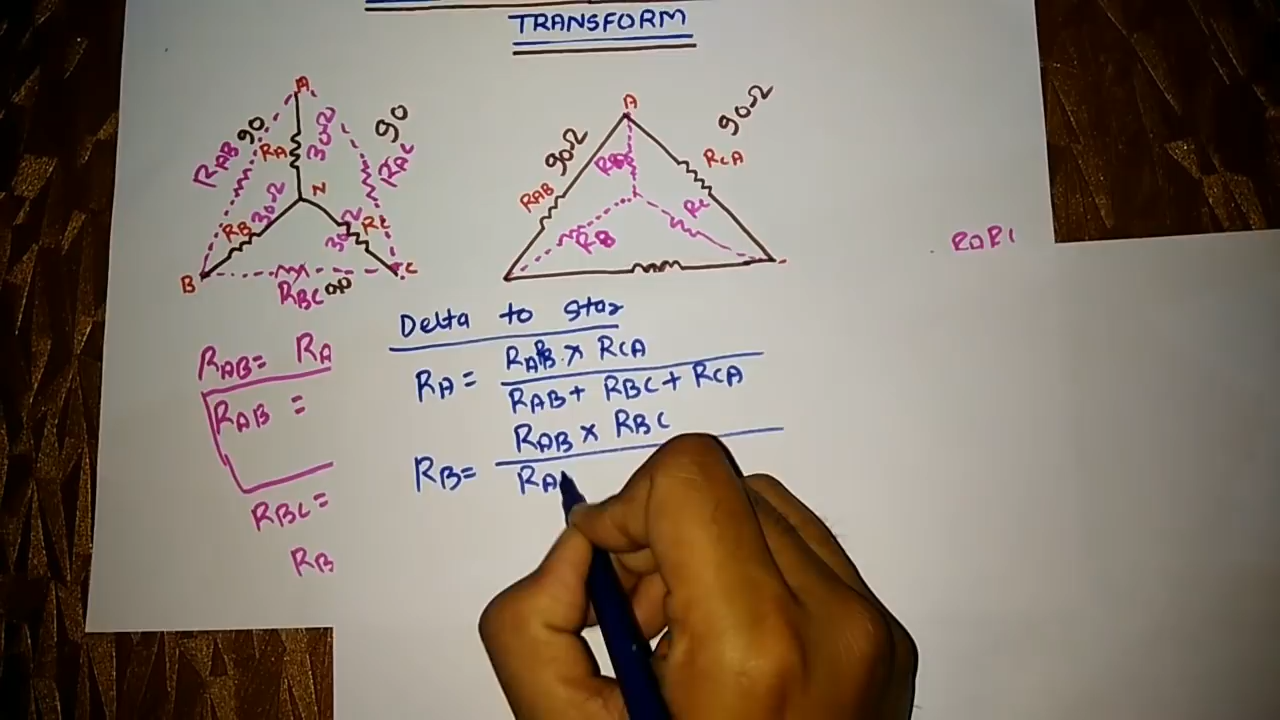 TRANSFORM
A
RAB 90
RA 30Ω
90
RAC
N
RB 30Ω
30Ω RC
B
C
RBC 90
A
90Ω
90Ω
RAB
RCA
RB
RC
Delta to star
RAB = RA
RAB =
RBC =
RB
RA = RAB × RCA
RAB + RBC + RCA
RB = RAB × RBC
RA